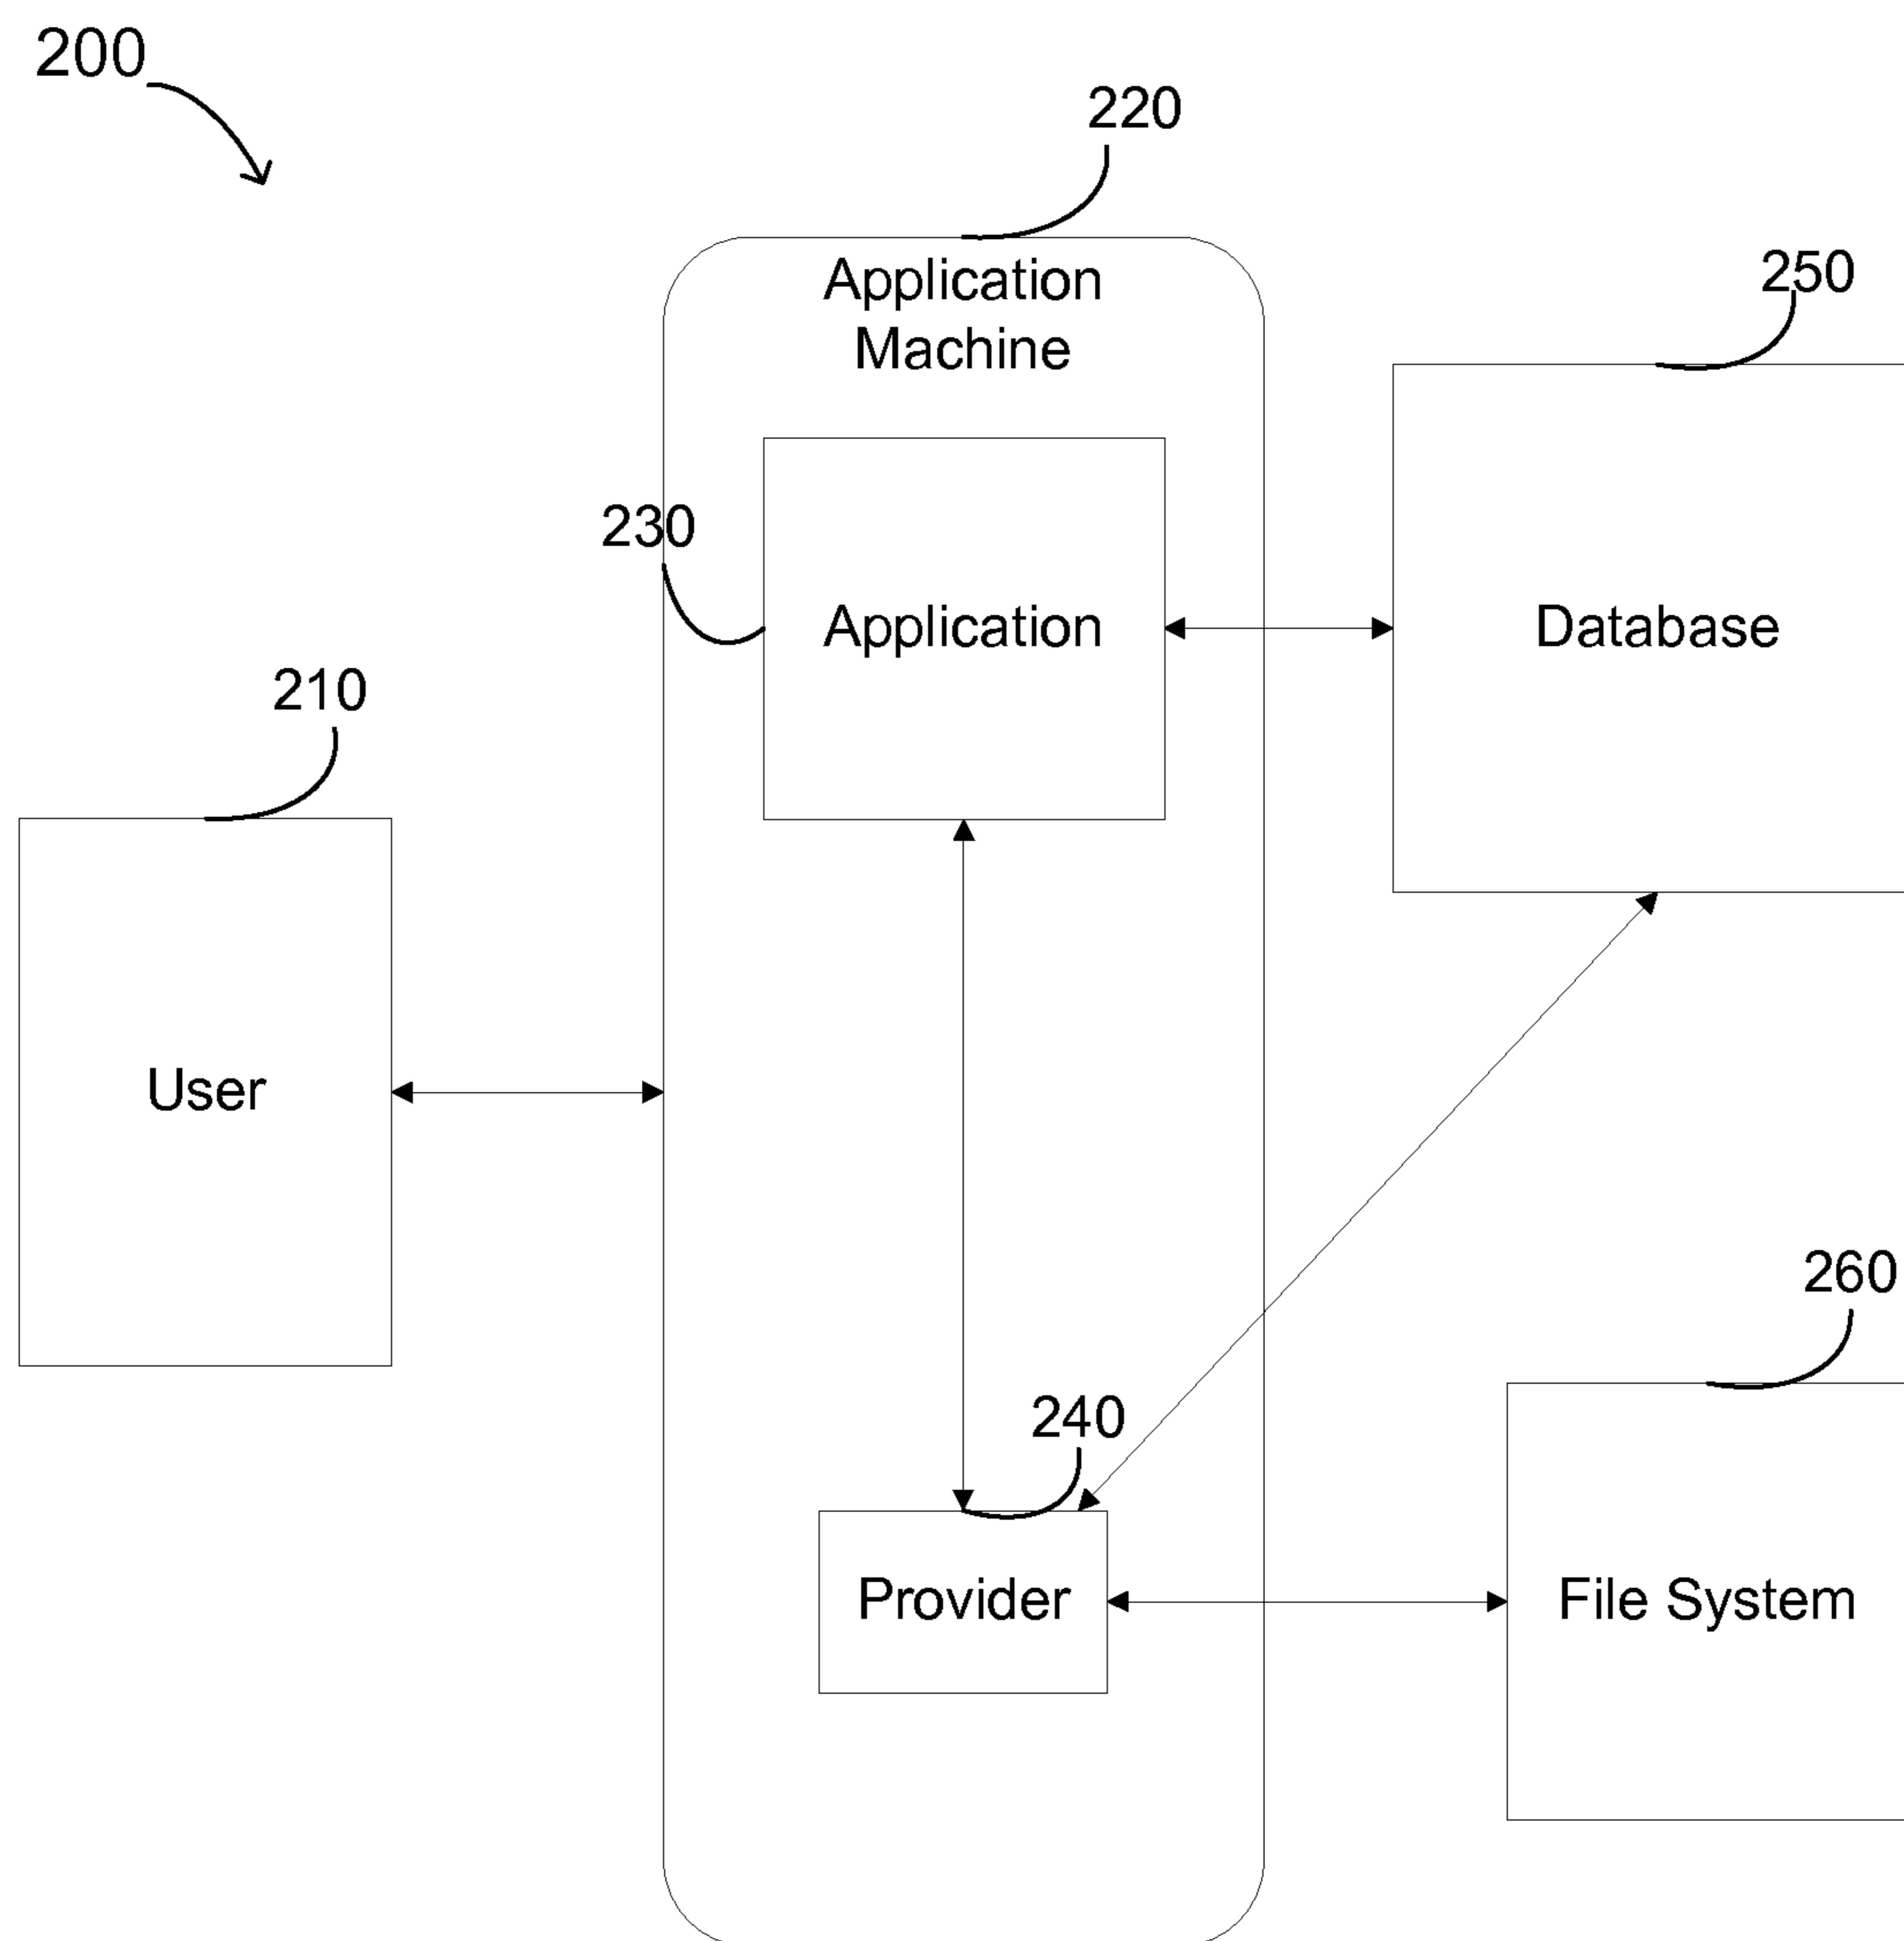 200
220
Application
Machine
250
230
Application
Database
210
User
260
240
Provider
File System